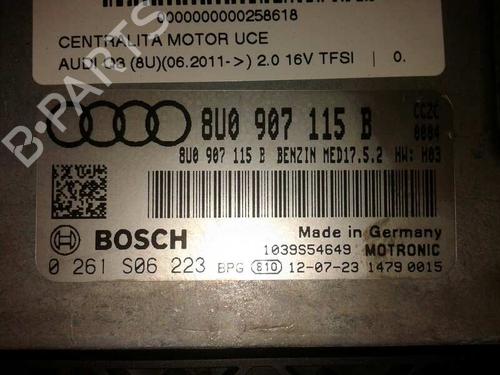 0000000000258618
CENTRALITA MOTOR UCE
AUDI Q3 (8U)(06.2011->) 2.0 16V TFSI | 0.
B-PARTS
8U0 907 115 B CCZC
8U0 907 115 B BENZIN MED17.5.2 HW: H03 0004
BOSCH
Made in Germany
1039S54649 MOTRONIC
0 261 S06 223 BPG E10 12-07-23 1479 0015